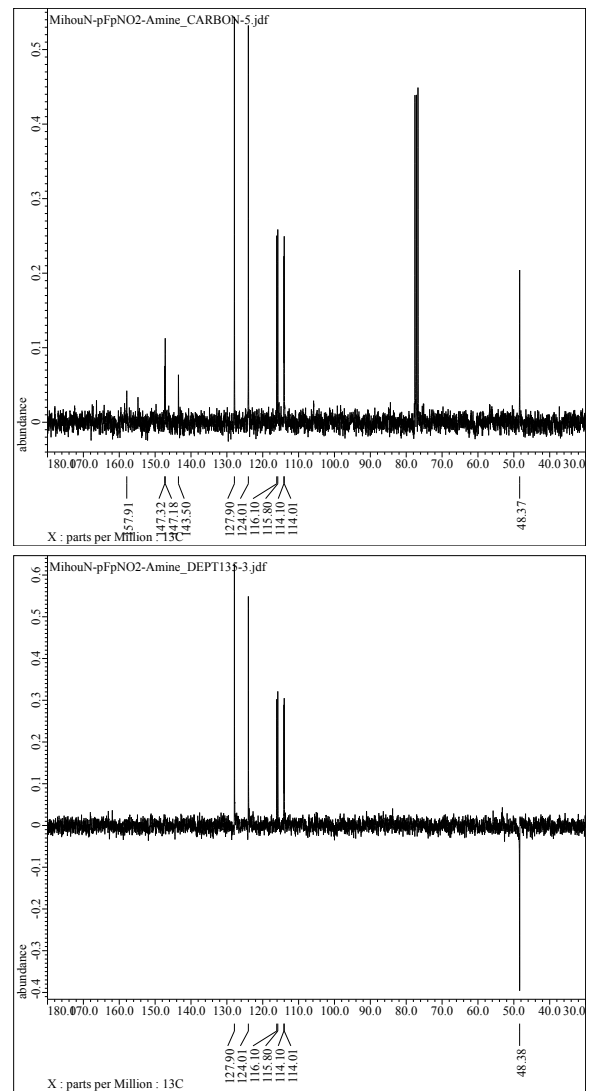 MihouN-pFpNO2-Amine_CARBON-5.jdf
abundance
0 0.1 0.2 0.3 0.4 0.5
180.0 170.0 160.0 150.0 140.0 130.0 120.0 110.0 100.0 90.0 80.0 70.0 60.0 50.0 40.0 30.0
157.91
147.32
147.18
143.50
127.90
124.01
116.10
115.80
114.10
114.01
48.37
X : parts per Million : 13C
MihouN-pFpNO2-Amine_DEPT135-3.jdf
abundance
-0.4 -0.3 -0.2 -0.1 0 0.1 0.2 0.3 0.4 0.5 0.6
180.0 170.0 160.0 150.0 140.0 130.0 120.0 110.0 100.0 90.0 80.0 70.0 60.0 50.0 40.0 30.0
127.90
124.01
116.10
115.80
114.10
114.01
48.38
X : parts per Million : 13C